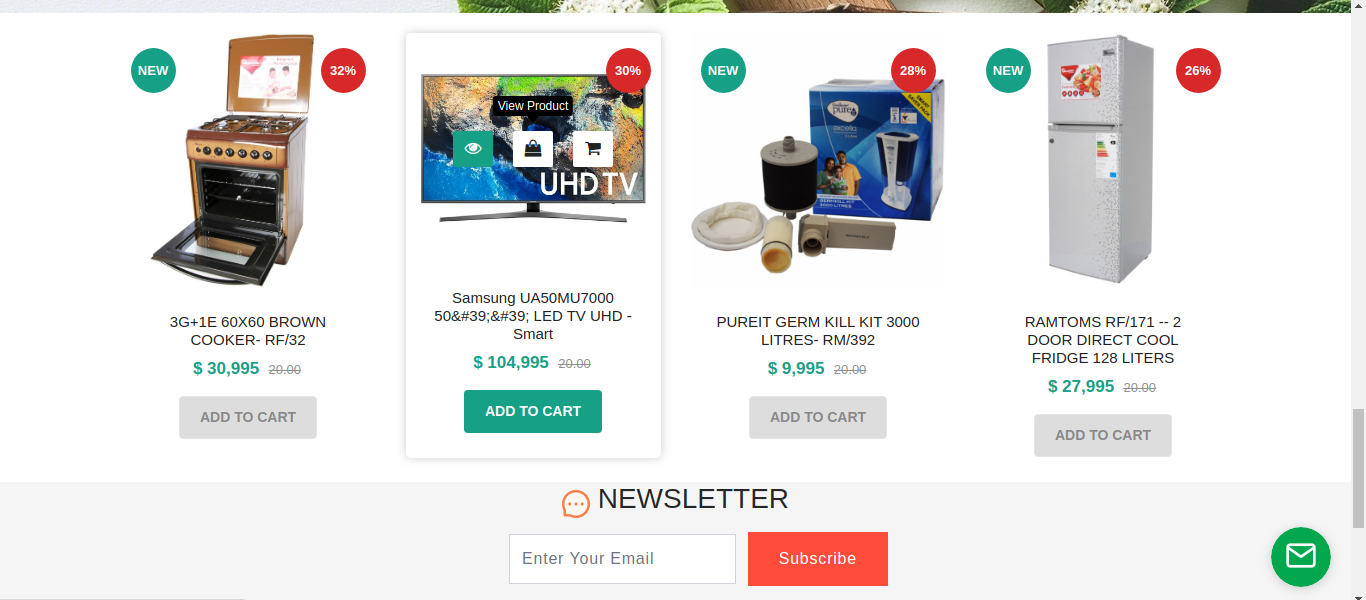 NEW
32%
30%
NEW
28%
NEW
26%
View Product
UHD TV
pure
excella
3G+1E 60X60 BROWN
COOKER- RF/32
$ 30,995 20.00
ADD TO CART
Samsung UA50MU7000
50&#39;&#39; LED TV UHD -
Smart
$ 104,995 20.00
ADD TO CART
PUREIT GERM KILL KIT 3000
LITRES- RM/392
$ 9,995 20.00
ADD TO CART
RAMTOMS RF/171 -- 2
DOOR DIRECT COOL
FRIDGE 128 LITERS
$ 27,995 20.00
ADD TO CART
NEWSLETTER
Enter Your Email
Subscribe